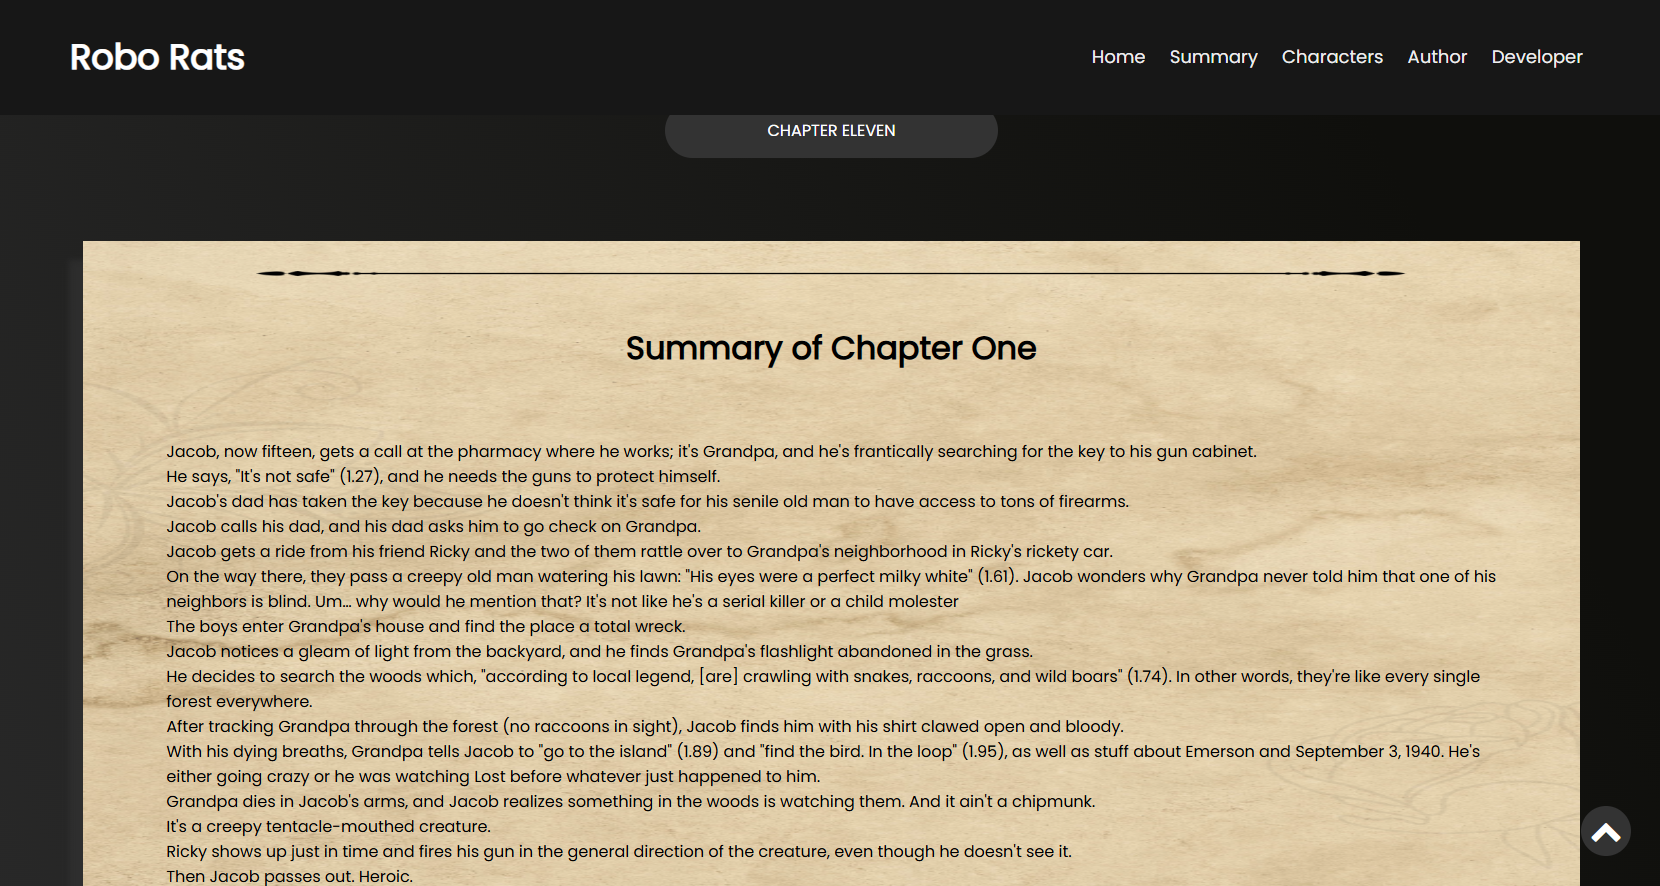 Robo Rats
Home Summary Characters Author Developer
CHAPTER ELEVEN
Summary of Chapter One
Jacob, now fifteen, gets a call at the pharmacy where he works; it's Grandpa, and he's frantically searching for the key to his gun cabinet.
He says, "It's not safe" (1.27), and he needs the guns to protect himself.
Jacob's dad has taken the key because he doesn't think it's safe for his senile old man to have access to tons of firearms.
Jacob calls his dad, and his dad asks him to go check on Grandpa.
Jacob gets a ride from his friend Ricky and the two of them rattle over to Grandpa's neighborhood in Ricky's rickety car.
On the way there, they pass a creepy old man watering his lawn: "His eyes were a perfect milky white" (1.61). Jacob wonders why Grandpa never told him that one of his
neighbors is blind. Um... why would he mention that? It's not like he's a serial killer or a child molester
The boys enter Grandpa's house and find the place a total wreck.
Jacob notices a gleam of light from the backyard, and he finds Grandpa's flashlight abandoned in the grass.
He decides to search the woods which, "according to local legend, [are] crawling with snakes, raccoons, and wild boars" (1.74). In other words, they're like every single
forest everywhere.
After tracking Grandpa through the forest (no raccoons in sight), Jacob finds him with his shirt clawed open and bloody.
With his dying breaths, Grandpa tells Jacob to "go to the island" (1.89) and "find the bird. In the loop" (1.95), as well as stuff about Emerson and September 3, 1940. He's
either going crazy or he was watching Lost before whatever just happened to him.
Grandpa dies in Jacob's arms, and Jacob realizes something in the woods is watching them. And it ain't a chipmunk.
It's a creepy tentacle-mouthed creature.
Ricky shows up just in time and fires his gun in the general direction of the creature, even though he doesn't see it.
Then Jacob passes out. Heroic.